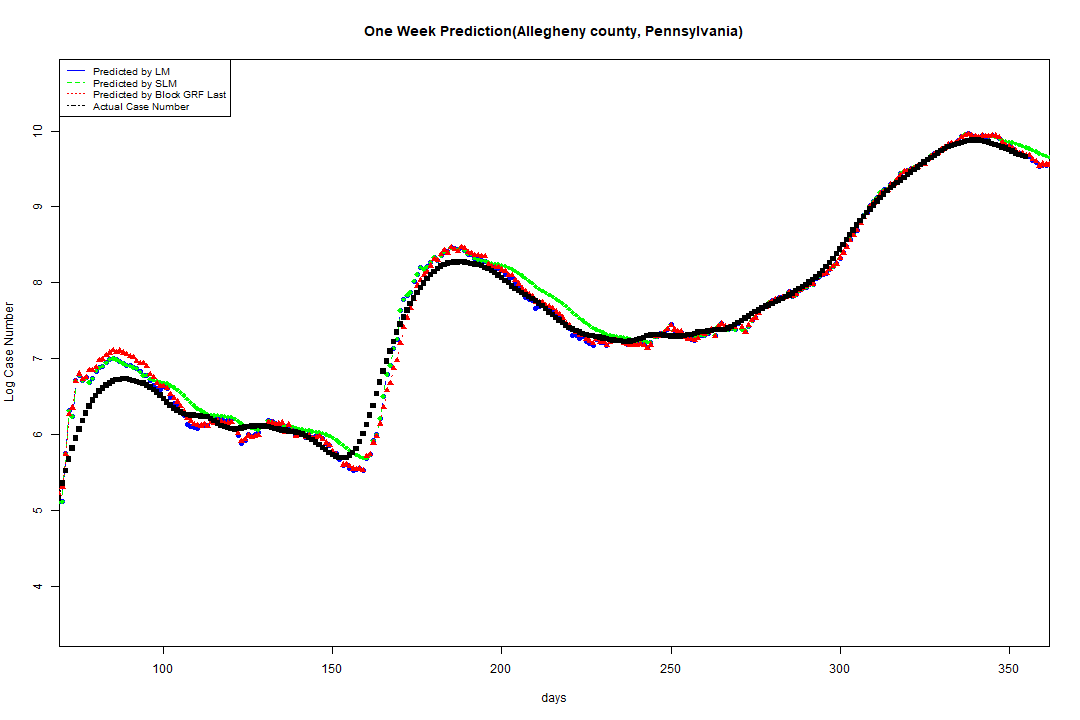 One Week Prediction(Allegheny county, Pennsylvania)
Predicted by LM
Predicted by SLM
Predicted by Block GRF Last
Actual Case Number
10
9
8
7
6
5
4
Log Case Number
100 150 200 250 300 350
days